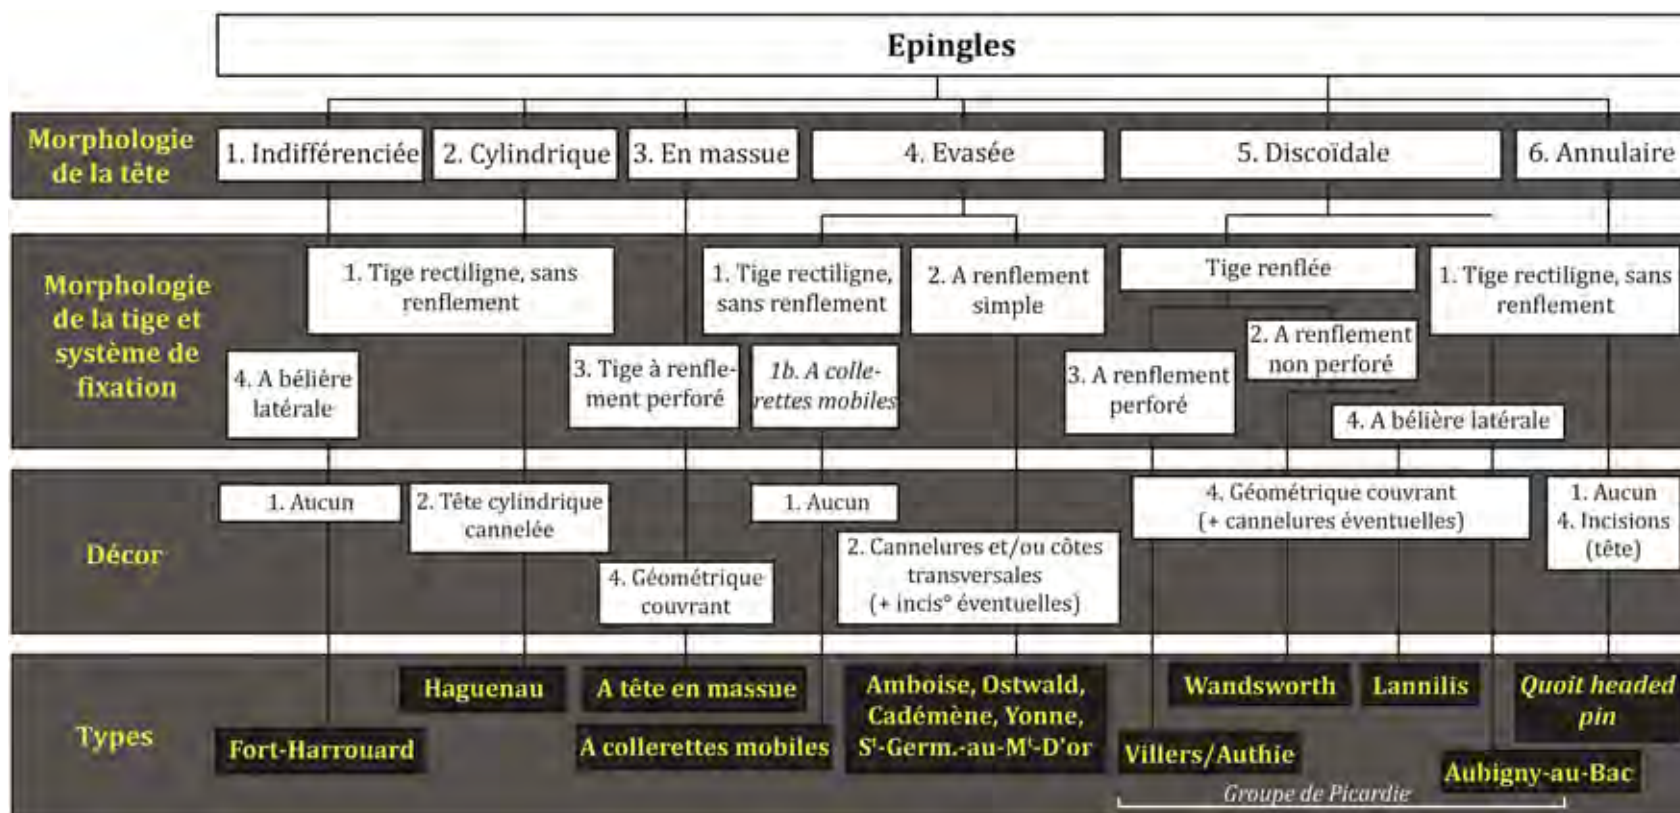 Epingles
Morphologie
de la tête
1. Indifférenciée
2. Cylindrique
3. En massue
4. Evasée
5. Discoïdale
6. Annulaire
Morphologie
de la tige et
système de
fixation
1. Tige rectiligne, sans
renflement
1. Tige rectiligne,
sans renflement
2. A renflement
simple
Tige renflée
1. Tige rectiligne, sans
renflement
2. A renflement
non perforé
4. A bélière
latérale
3. Tige à renfle-
ment perforé
1b. A colle-
rettes mobiles
3. A renflement
perforé
4. A bélière latérale
Décor
1. Aucun
2. Tête cylindrique
cannelée
4. Géométrique
couvrant
1. Aucun
2. Cannelures et/ou côtes
transversales
(+ incis° éventuelles)
4. Géométrique couvrant
(+ cannelures éventuelles)
1. Aucun
4. Incisions
(tête)
Types
Fort-Harrouard
Haguenau
A tête en massue
A collerettes mobiles
Amboise, Ostwald,
Cadémène, Yonne,
Sᵗ-Germ.-au-Mᵗ-D'or
Villers/Authie
Wandsworth
Lannilis
Aubigny-au-Bac
Quoit headed
pin
Groupe de Picardie